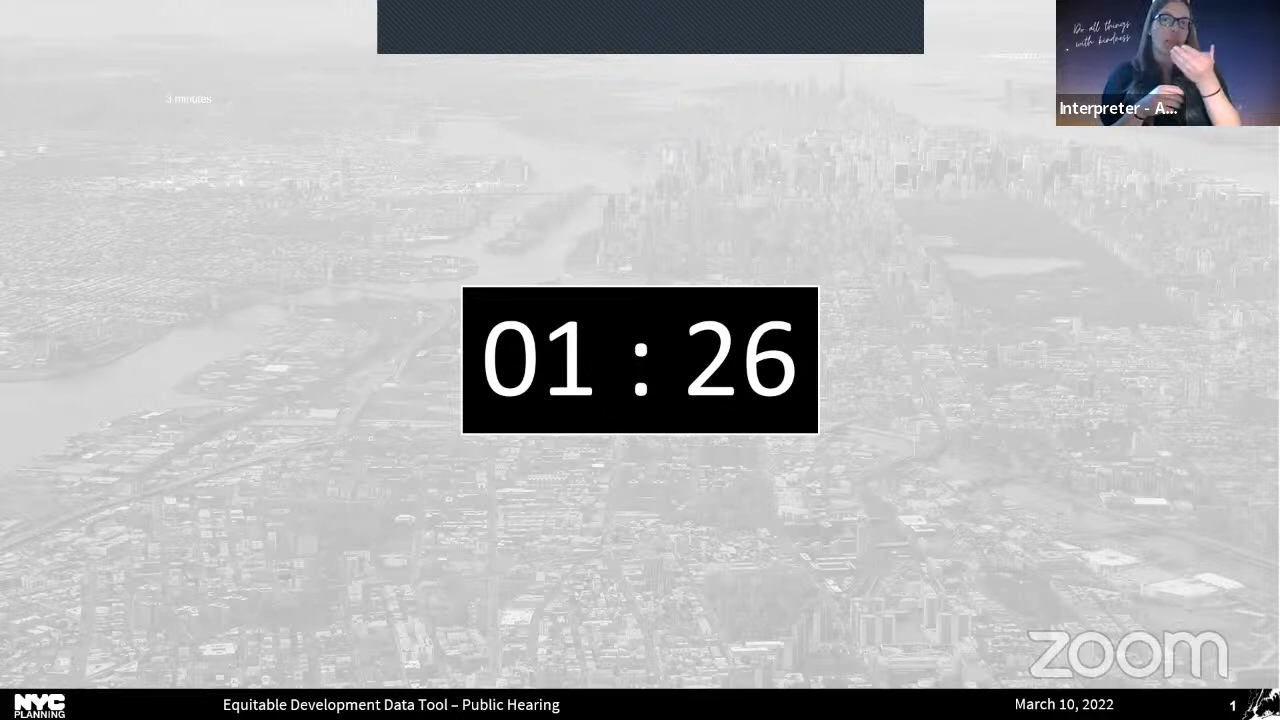 Do all things
with kindness
Interpreter - A...
3 minutes
01 : 26
zoom
NYC
PLANNING
Equitable Development Data Tool – Public Hearing
March 10, 2022
1